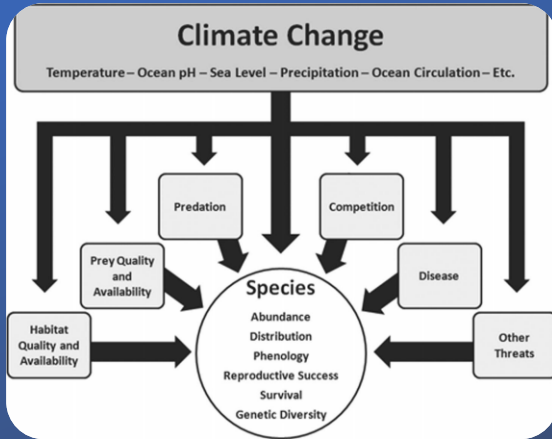 Climate Change
Temperature – Ocean pH – Sea Level – Precipitation – Ocean Circulation – Etc.
Predation
Competition
Prey Quality
and
Availability
Disease
Habitat
Quality and
Availability
Other
Threats
Species
Abundance
Distribution
Phenology
Reproductive Success
Survival
Genetic Diversity